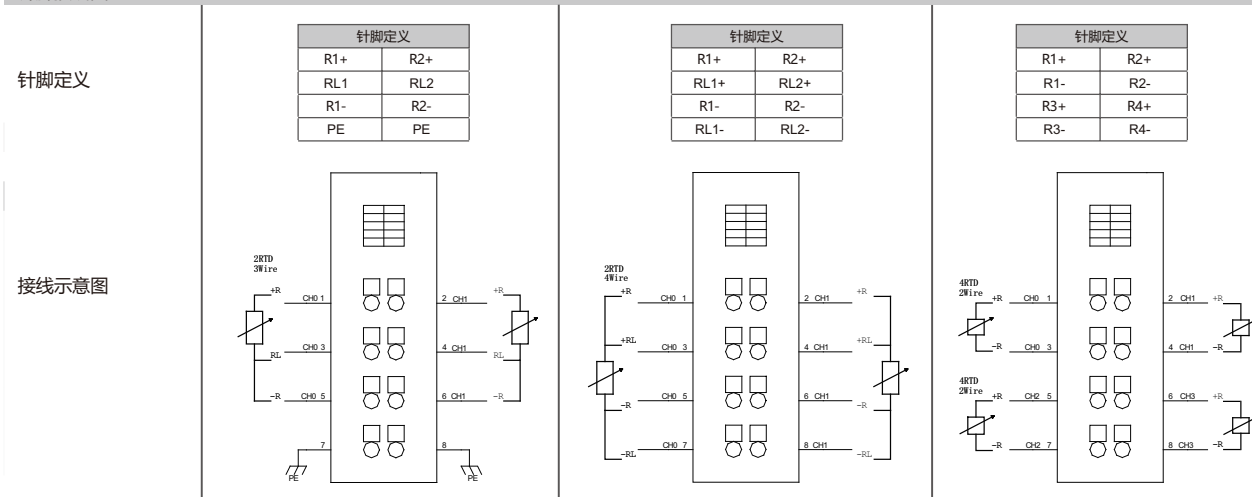 针脚定义
针脚定义
R1+ R2+
RL1 RL2
R1- R2-
PE PE
针脚定义
R1+ R2+
RL1+ RL2+
R1- R2-
RL1- RL2-
针脚定义
R1+ R2+
R1- R2-
R3+ R4+
R3- R4-
接线示意图
2RTD
3Wire
+R CH0 1 2 CH1 +R
RL CH0 3 4 CH1 RL
-R CH0 5 6 CH1 -R
7 8
PE PE
2RTD
4Wire
+R CH0 1 2 CH1 +R
+RL CH0 3 4 CH1 +RL
-R CH0 5 6 CH1 -R
-RL CH0 7 8 CH1 -RL
4RTD
2Wire
+R CH0 1 2 CH1 +R
-R CH0 3 4 CH1 -R
4RTD
2Wire
+R CH2 5 6 CH3 +R
-R CH2 7 8 CH3 -R